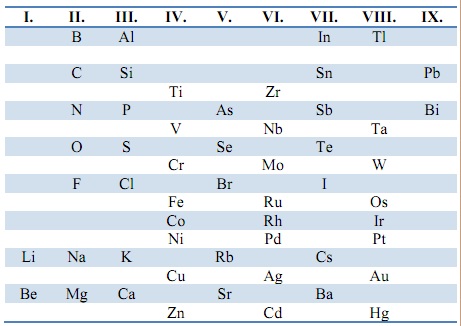 I. II. III. IV. V. VI. VII. VIII. IX.
B Al In Tl
C Si Sn Pb
Ti Zr
N P As Sb Bi
V Nb Ta
O S Se Te
Cr Mo W
F Cl Br I
Fe Ru Os
Co Rh Ir
Ni Pd Pt
Li Na K Rb Cs
Cu Ag Au
Be Mg Ca Sr Ba
Zn Cd Hg